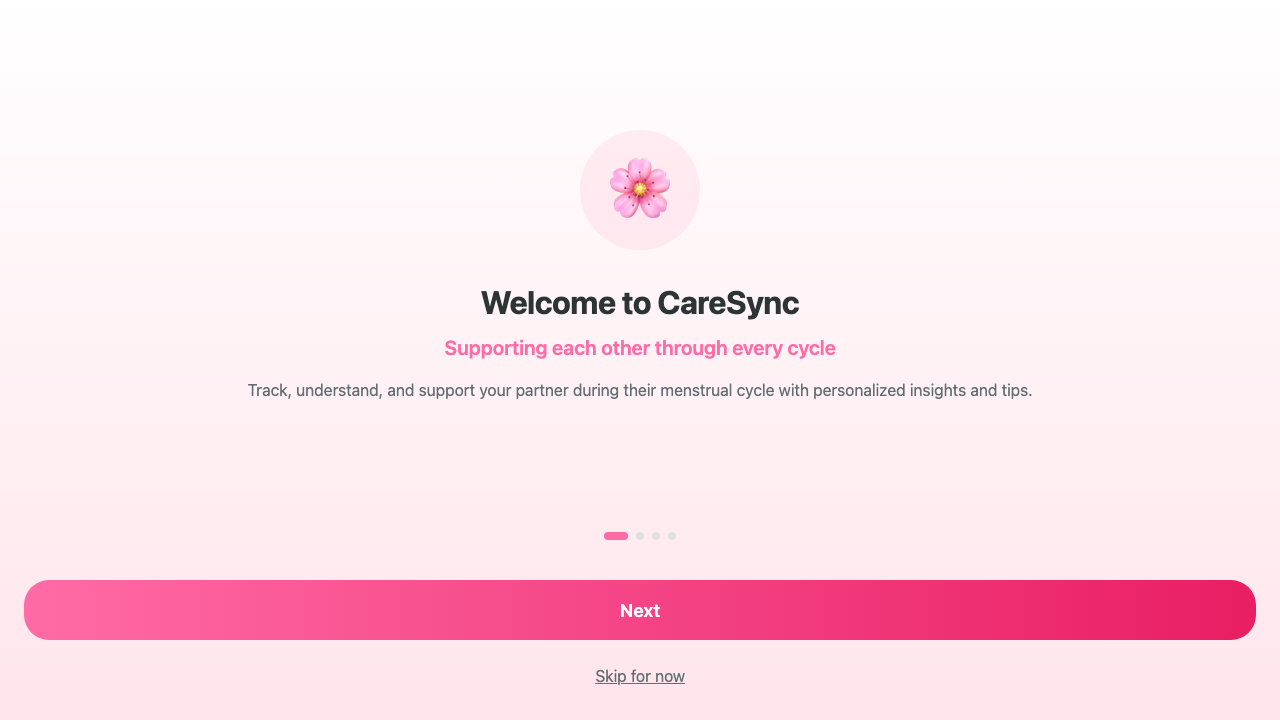 Welcome to CareSync
Supporting each other through every cycle
Track, understand, and support your partner during their menstrual cycle with personalized insights and tips.
Next
Skip for now